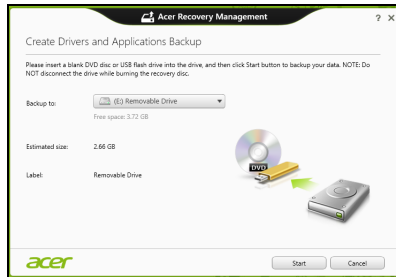 Acer Recovery Management
? ×
Create Drivers and Applications Backup
Please insert a blank DVD disc or USB flash drive into the drive, and then click Start button to backup your data. NOTE: Do
NOT disconnect the drive while burning the recovery disc.
Backup to: (E:) Removable Drive
Free space: 3.72 GB
Estimated size: 2.66 GB
DVD
Label: Removable Drive
acer Start Cancel